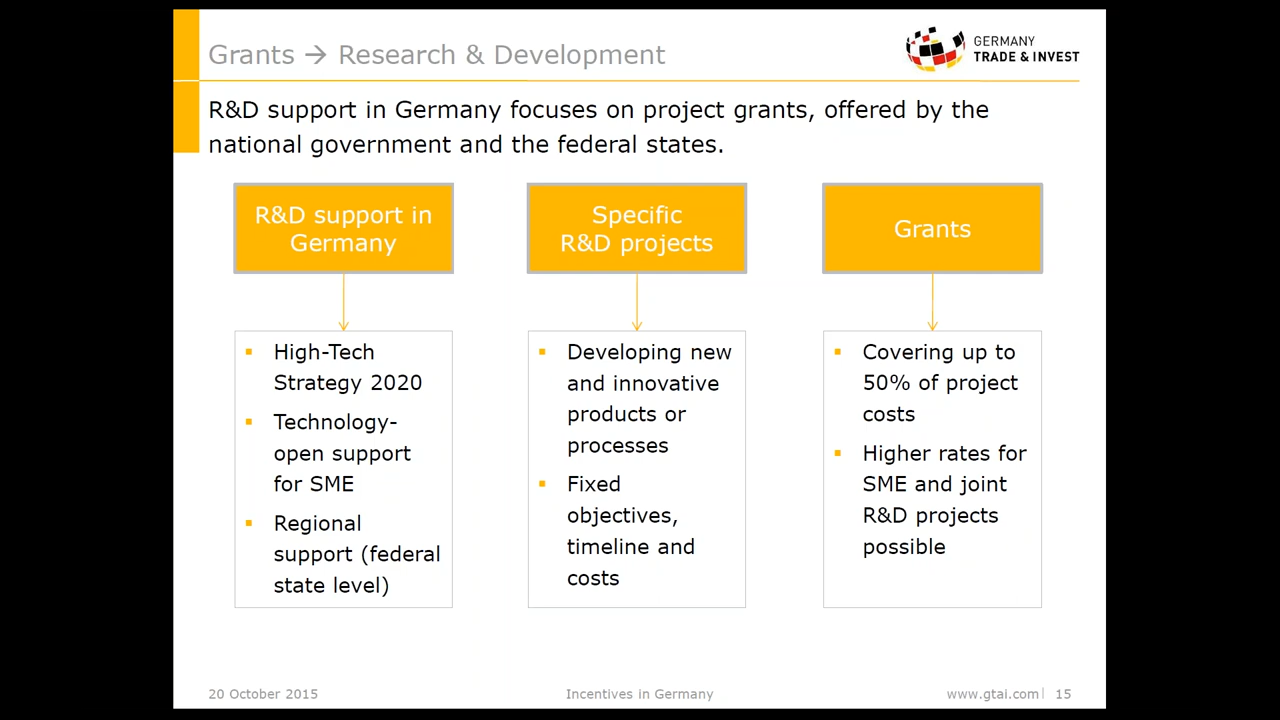 Grants → Research & Development
GERMANY
TRADE & INVEST
R&D support in Germany focuses on project grants, offered by the
national government and the federal states.
R&D support in
Germany
High-Tech
Strategy 2020
Technology-
open support
for SME
Regional
support (federal
state level)
Specific
R&D projects
Developing new
and innovative
products or
processes
Fixed
objectives,
timeline and
costs
Grants
Covering up to
50% of project
costs
Higher rates for
SME and joint
R&D projects
possible
20 October 2015
Incentives in Germany
www.gtai.com | 15